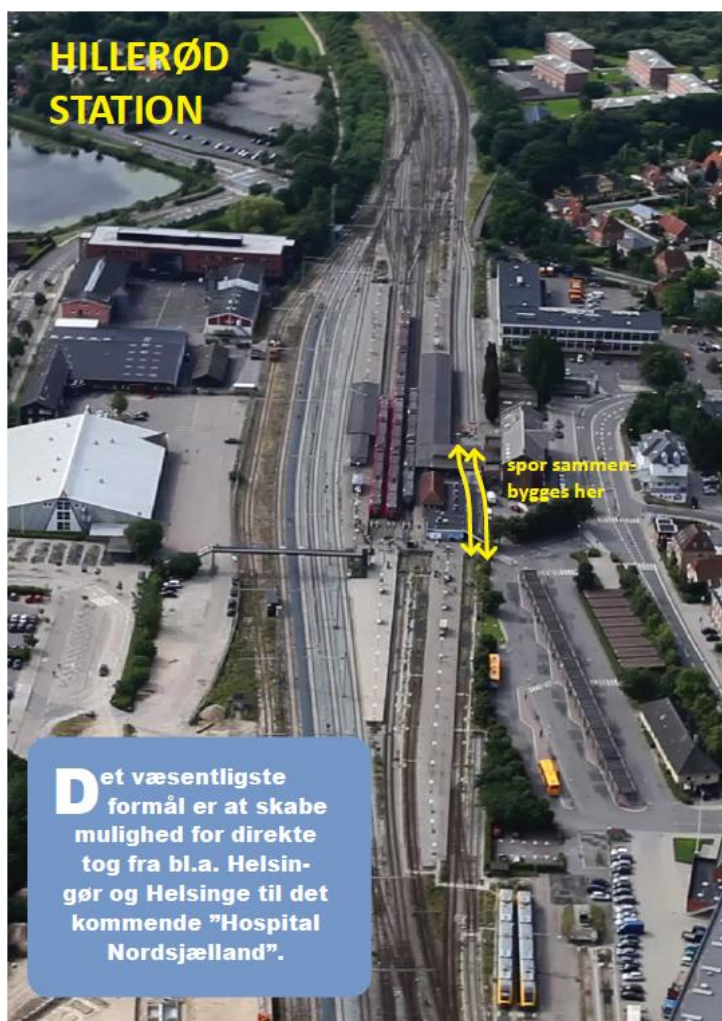 HILLERØD
STATION
spor sammen-
bygges her
Det væsentligste
formål er at skabe
mulighed for direkte
tog fra bl.a. Helsin-
gør og Helsinge til det
kommende ”Hospital
Nordsjælland”.